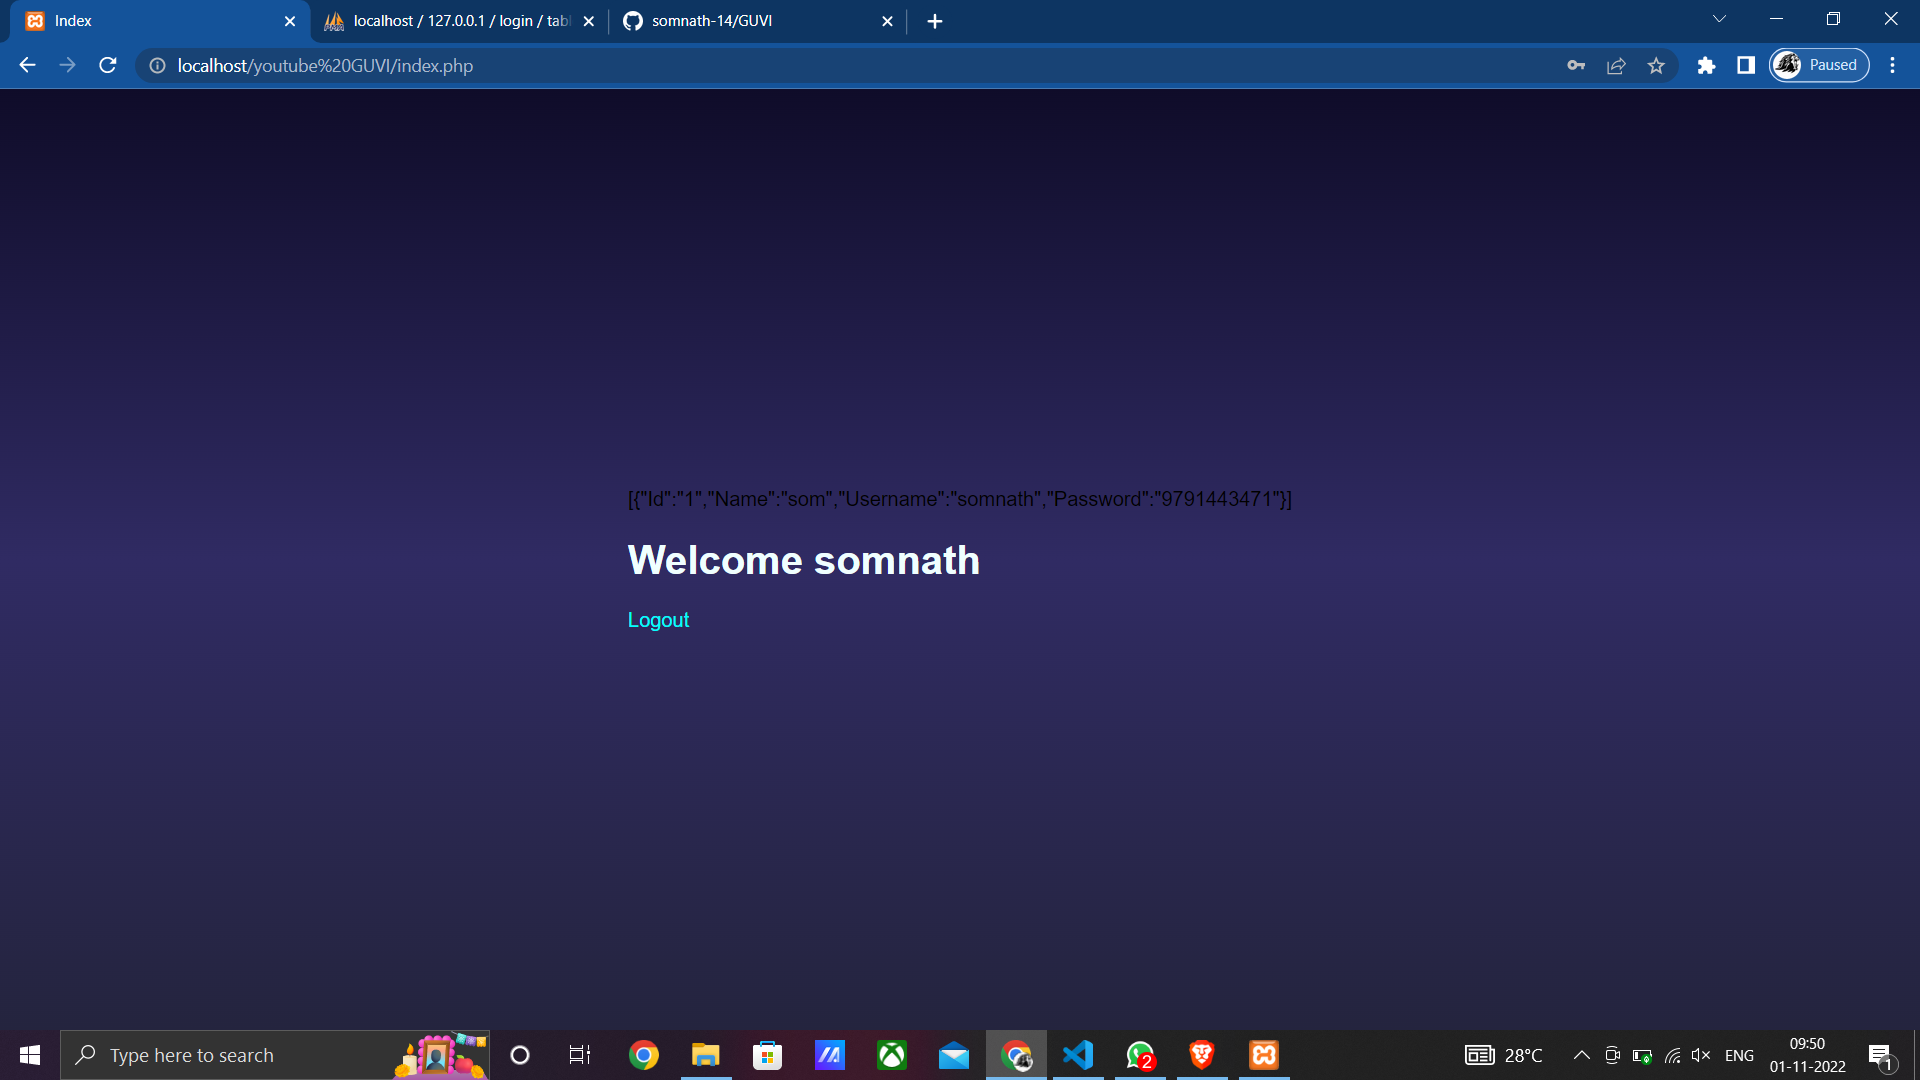 Index
localhost / 127.0.0.1 / login / tabl
somnath-14/GUVI
localhost/youtube%20GUVI/index.php
Paused
[{"Id":"1","Name":"som","Username":"somnath","Password":"9791443471"}]
Welcome somnath
Logout
Type here to search
2
28°C
ENG
09:50
01-11-2022
1